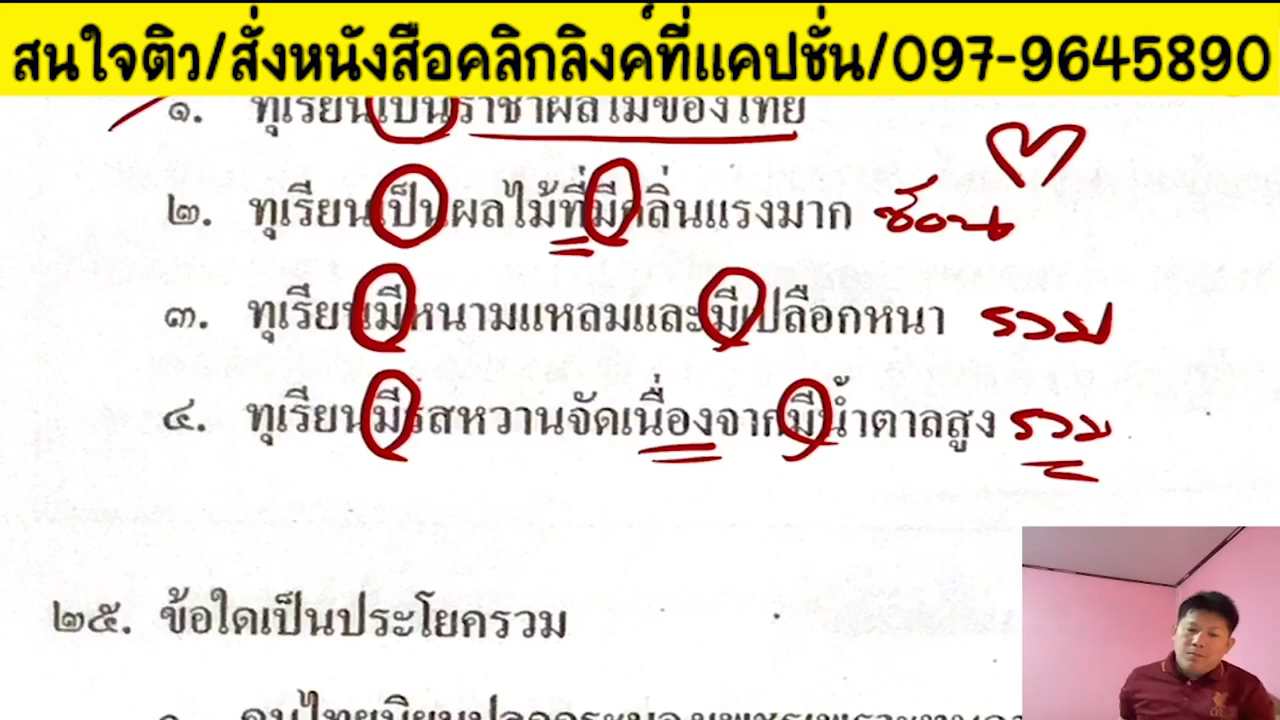 สนใจติว/สั่งหนังสือคลิกลิงค์ที่แคปชั่น/097-9645890
๑. ทุเรียนเป็นราชาผลไม้ของไทย
๒. ทุเรียนเป็นผลไม้ที่มีกลิ่นแรงมาก ซ้อน
๓. ทุเรียนมีหนามแหลมและมีเปลือกหนา รวม
๔. ทุเรียนมีรสหวานจัดเนื่องจากมีน้ำตาลสูง รวม
๒๕. ข้อใดเป็นประโยครวม